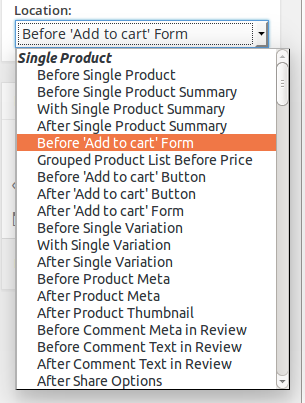 Location:
Before 'Add to cart' Form
Single Product
Before Single Product
Before Single Product Summary
With Single Product Summary
After Single Product Summary
Before 'Add to cart' Form
Grouped Product List Before Price
Before 'Add to cart' Button
After 'Add to cart' Button
After 'Add to cart' Form
Before Single Variation
With Single Variation
After Single Variation
Before Product Meta
After Product Meta
After Product Thumbnail
Before Comment Meta in Review
Before Comment Text in Review
After Comment Text in Review
After Share Options